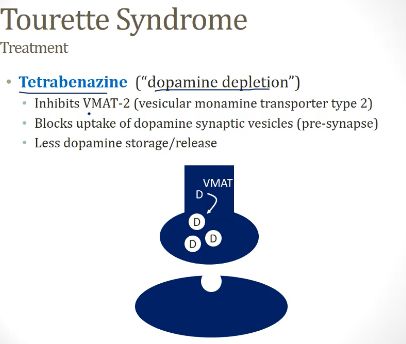 Tourette Syndrome
Treatment
• Tetrabenazine ("dopamine depletion")
• Inhibits VMAT-2 (vesicular monamine transporter type 2)
• Blocks uptake of dopamine synaptic vesicles (pre-synapse)
• Less dopamine storage/release
VMAT
D
D
D
D